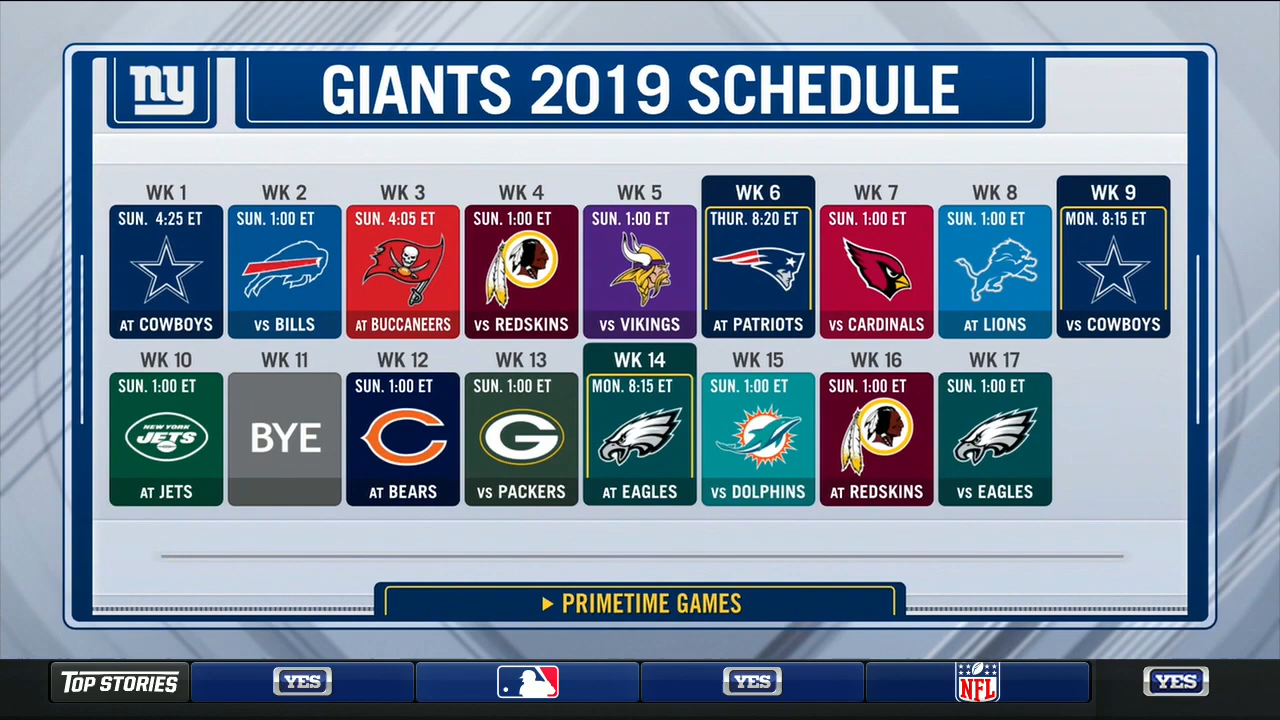 ny
GIANTS 2019 SCHEDULE
WK 1
WK 2
WK 3
WK 4
WK 5
WK 6
WK 7
WK 8
WK 9
SUN. 4:25 ET
SUN. 1:00 ET
SUN. 4:05 ET
SUN. 1:00 ET
SUN. 1:00 ET
THUR. 8:20 ET
SUN. 1:00 ET
SUN. 1:00 ET
MON. 8:15 ET
AT COWBOYS
VS BILLS
AT BUCCANEERS
VS REDSKINS
VS VIKINGS
AT PATRIOTS
VS CARDINALS
AT LIONS
VS COWBOYS
WK 10
WK 11
WK 12
WK 13
WK 14
WK 15
WK 16
WK 17
SUN. 1:00 ET
SUN. 1:00 ET
SUN. 1:00 ET
MON. 8:15 ET
SUN. 1:00 ET
SUN. 1:00 ET
SUN. 1:00 ET
NEW YORK
JETS
BYE
G
AT JETS
AT BEARS
VS PACKERS
AT EAGLES
VS DOLPHINS
AT REDSKINS
VS EAGLES
PRIMETIME GAMES
TOP STORIES
YES
YES
NFL
YES